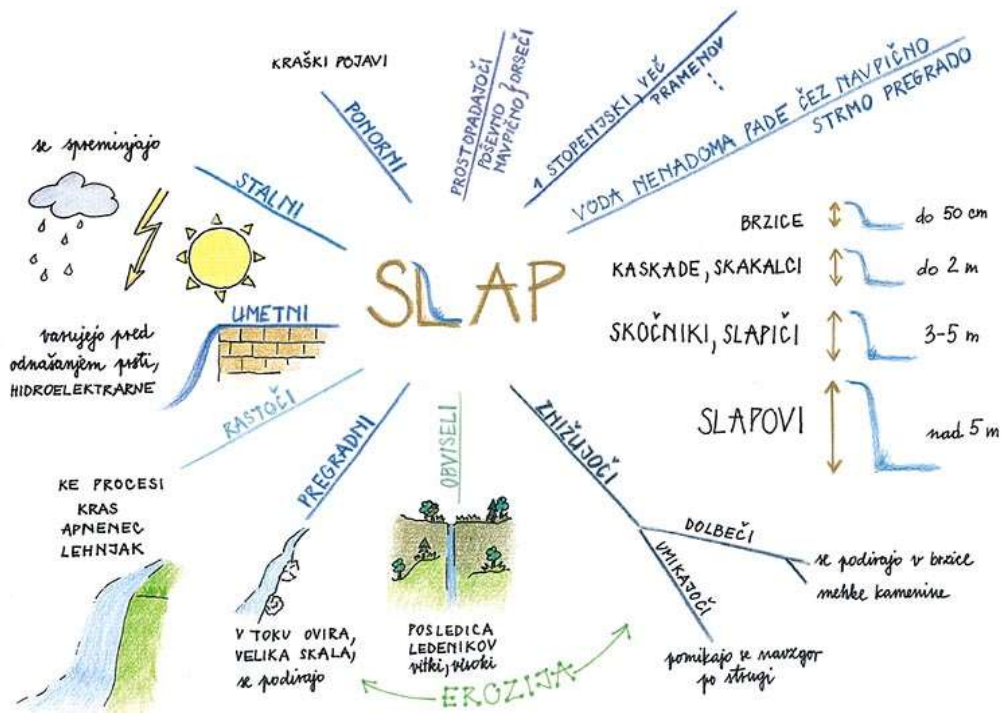 SLAP
VODA NENADOMA PADE ČEZ NAVPIČNO
STRMO PREGRADO
BRZICE do 50 cm
KASKADE, SKAKALCI do 2 m
SKOČNIKI, SLAPIČI 3-5 m
SLAPOVI nad 5 m
ZNIŽUJOČI
DOLBEČI
se podirajo v brzice
mehke kamenine
UMIKAJOČI
pomikajo se navzgor
po strugi
EROZIJA
OBVISELI
POSLEDICA
LEDENIKOV
vitki, visoki
PREGRADNI
V TOKU OVIRA,
VELIKA SKALA,
se podirajo
RASTOČI
KE PROCESI
KRAS
APNENEC
LEHNJAK
UMETNI
varujejo pred
odnašanjem prsti,
HIDROELEKTRARNE
STALNI
se spreminjajo
PONORNI
KRAŠKI POJAVI
PROSTOPADAJOČI
POŠEVNO
NAVPIČNO } DRSEČI
1 STOPENJSKI, VEČ
PRAMENOV
...